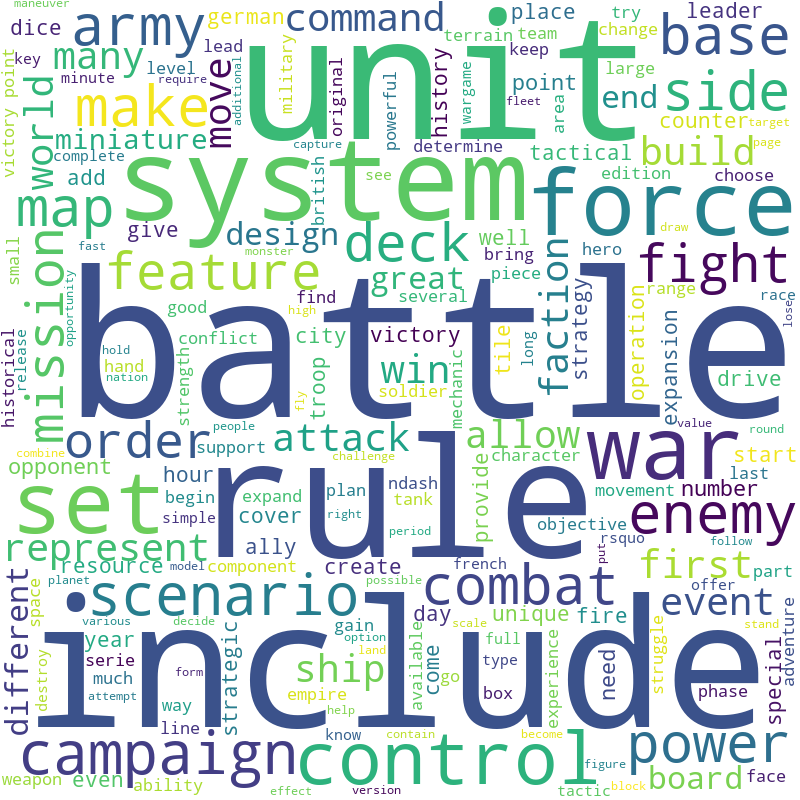 maneuver
dice
army
german
command
unit
place
try
leader
terrain
team
change
base
many
lead
key
level
minute
require
military
additional
original
powerful
history
wargame
keep
fleet
point
large
end
side
area
counter
target
page
victory point
world
make
move
miniature
complete
capture
determine
tactical
build
add
system
british
see
edition
choose
map
force
give
design
deck
well
draw
small
fast
monster
bring
hero
fight
feature
great
piece
mission
opportunity
find
several
faction
strategy
range
race
lose
good
high
operation
historical
release
battle
conflict
city
victory
tile
long
expansion
hold
hand
nation
strength
troop
win
soldier
mechanic
drive
fly
people
value
order
attack
allow
war
round
combine
support
challenge
character
start
opponent
hour
provide
last
set
rule
begin
plan
ndash
movement
number
enemy
expand
tank
simple
cover
right
objective
rsquo
period
represent
ally
first
follow
resource
component
create
french
put
part
planet
model
possible
combat
offer
different
space
scenario
event
adventure
include
day
unique
fire
various
decide
gain
scale
stand
year
strategic
option
full
struggle
serie
ship
available
come
type
need
special
much
land
experience
destroy
attempt
form
empire
go
box
phase
way
help
contain
line
know
become
power
campaign
control
figure
board
face
weapon
even
ability
tactic
block
effect
version